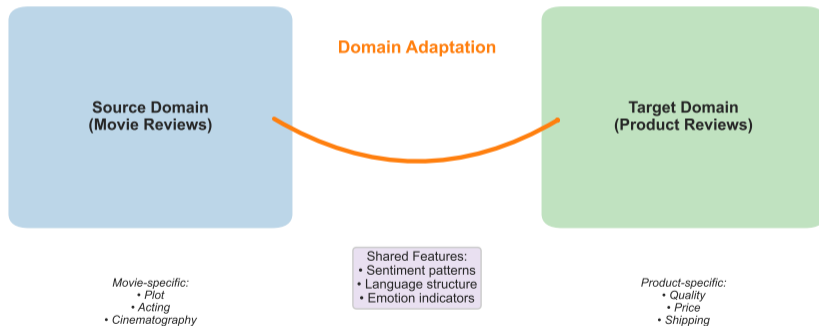 Domain Adaptation
Source Domain
(Movie Reviews)
Target Domain
(Product Reviews)
Shared Features:
• Sentiment patterns
• Language structure
• Emotion indicators
Movie-specific:
• Plot
• Acting
• Cinematography
Product-specific:
• Quality
• Price
• Shipping